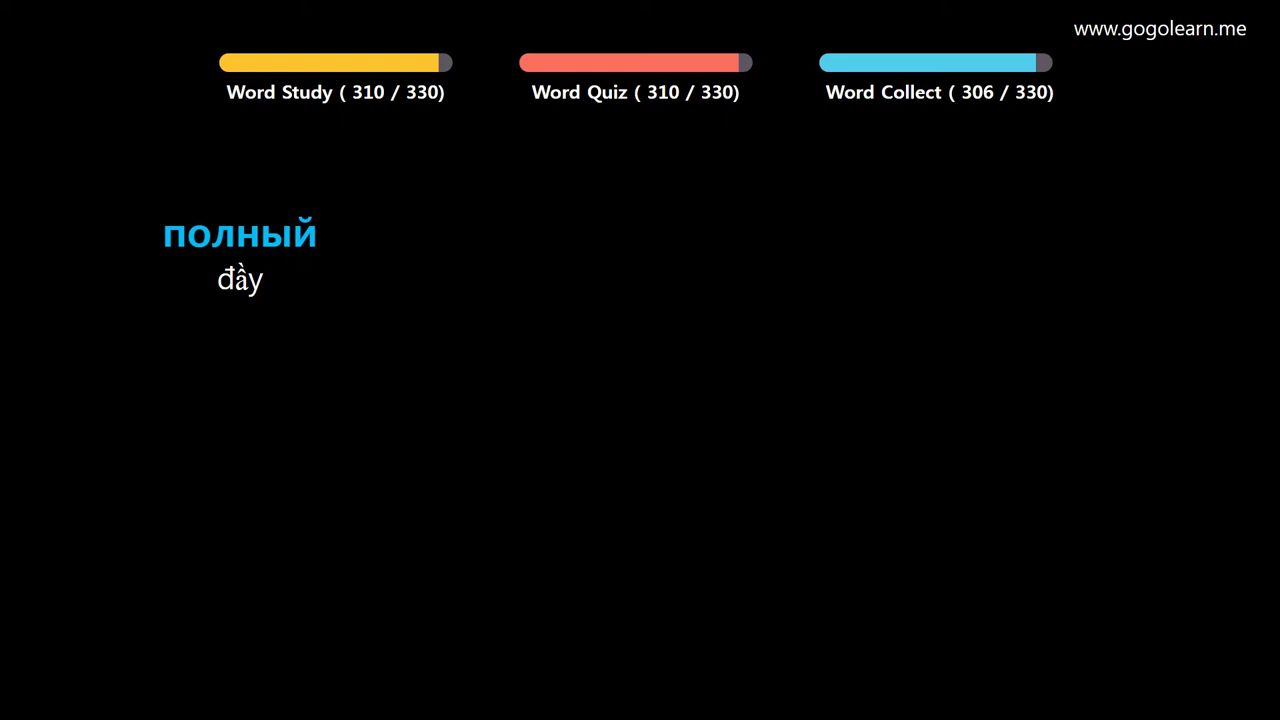 www.gogolearn.me
Word Study ( 310 / 330)
Word Quiz ( 310 / 330)
Word Collect ( 306 / 330)
полный
đầy